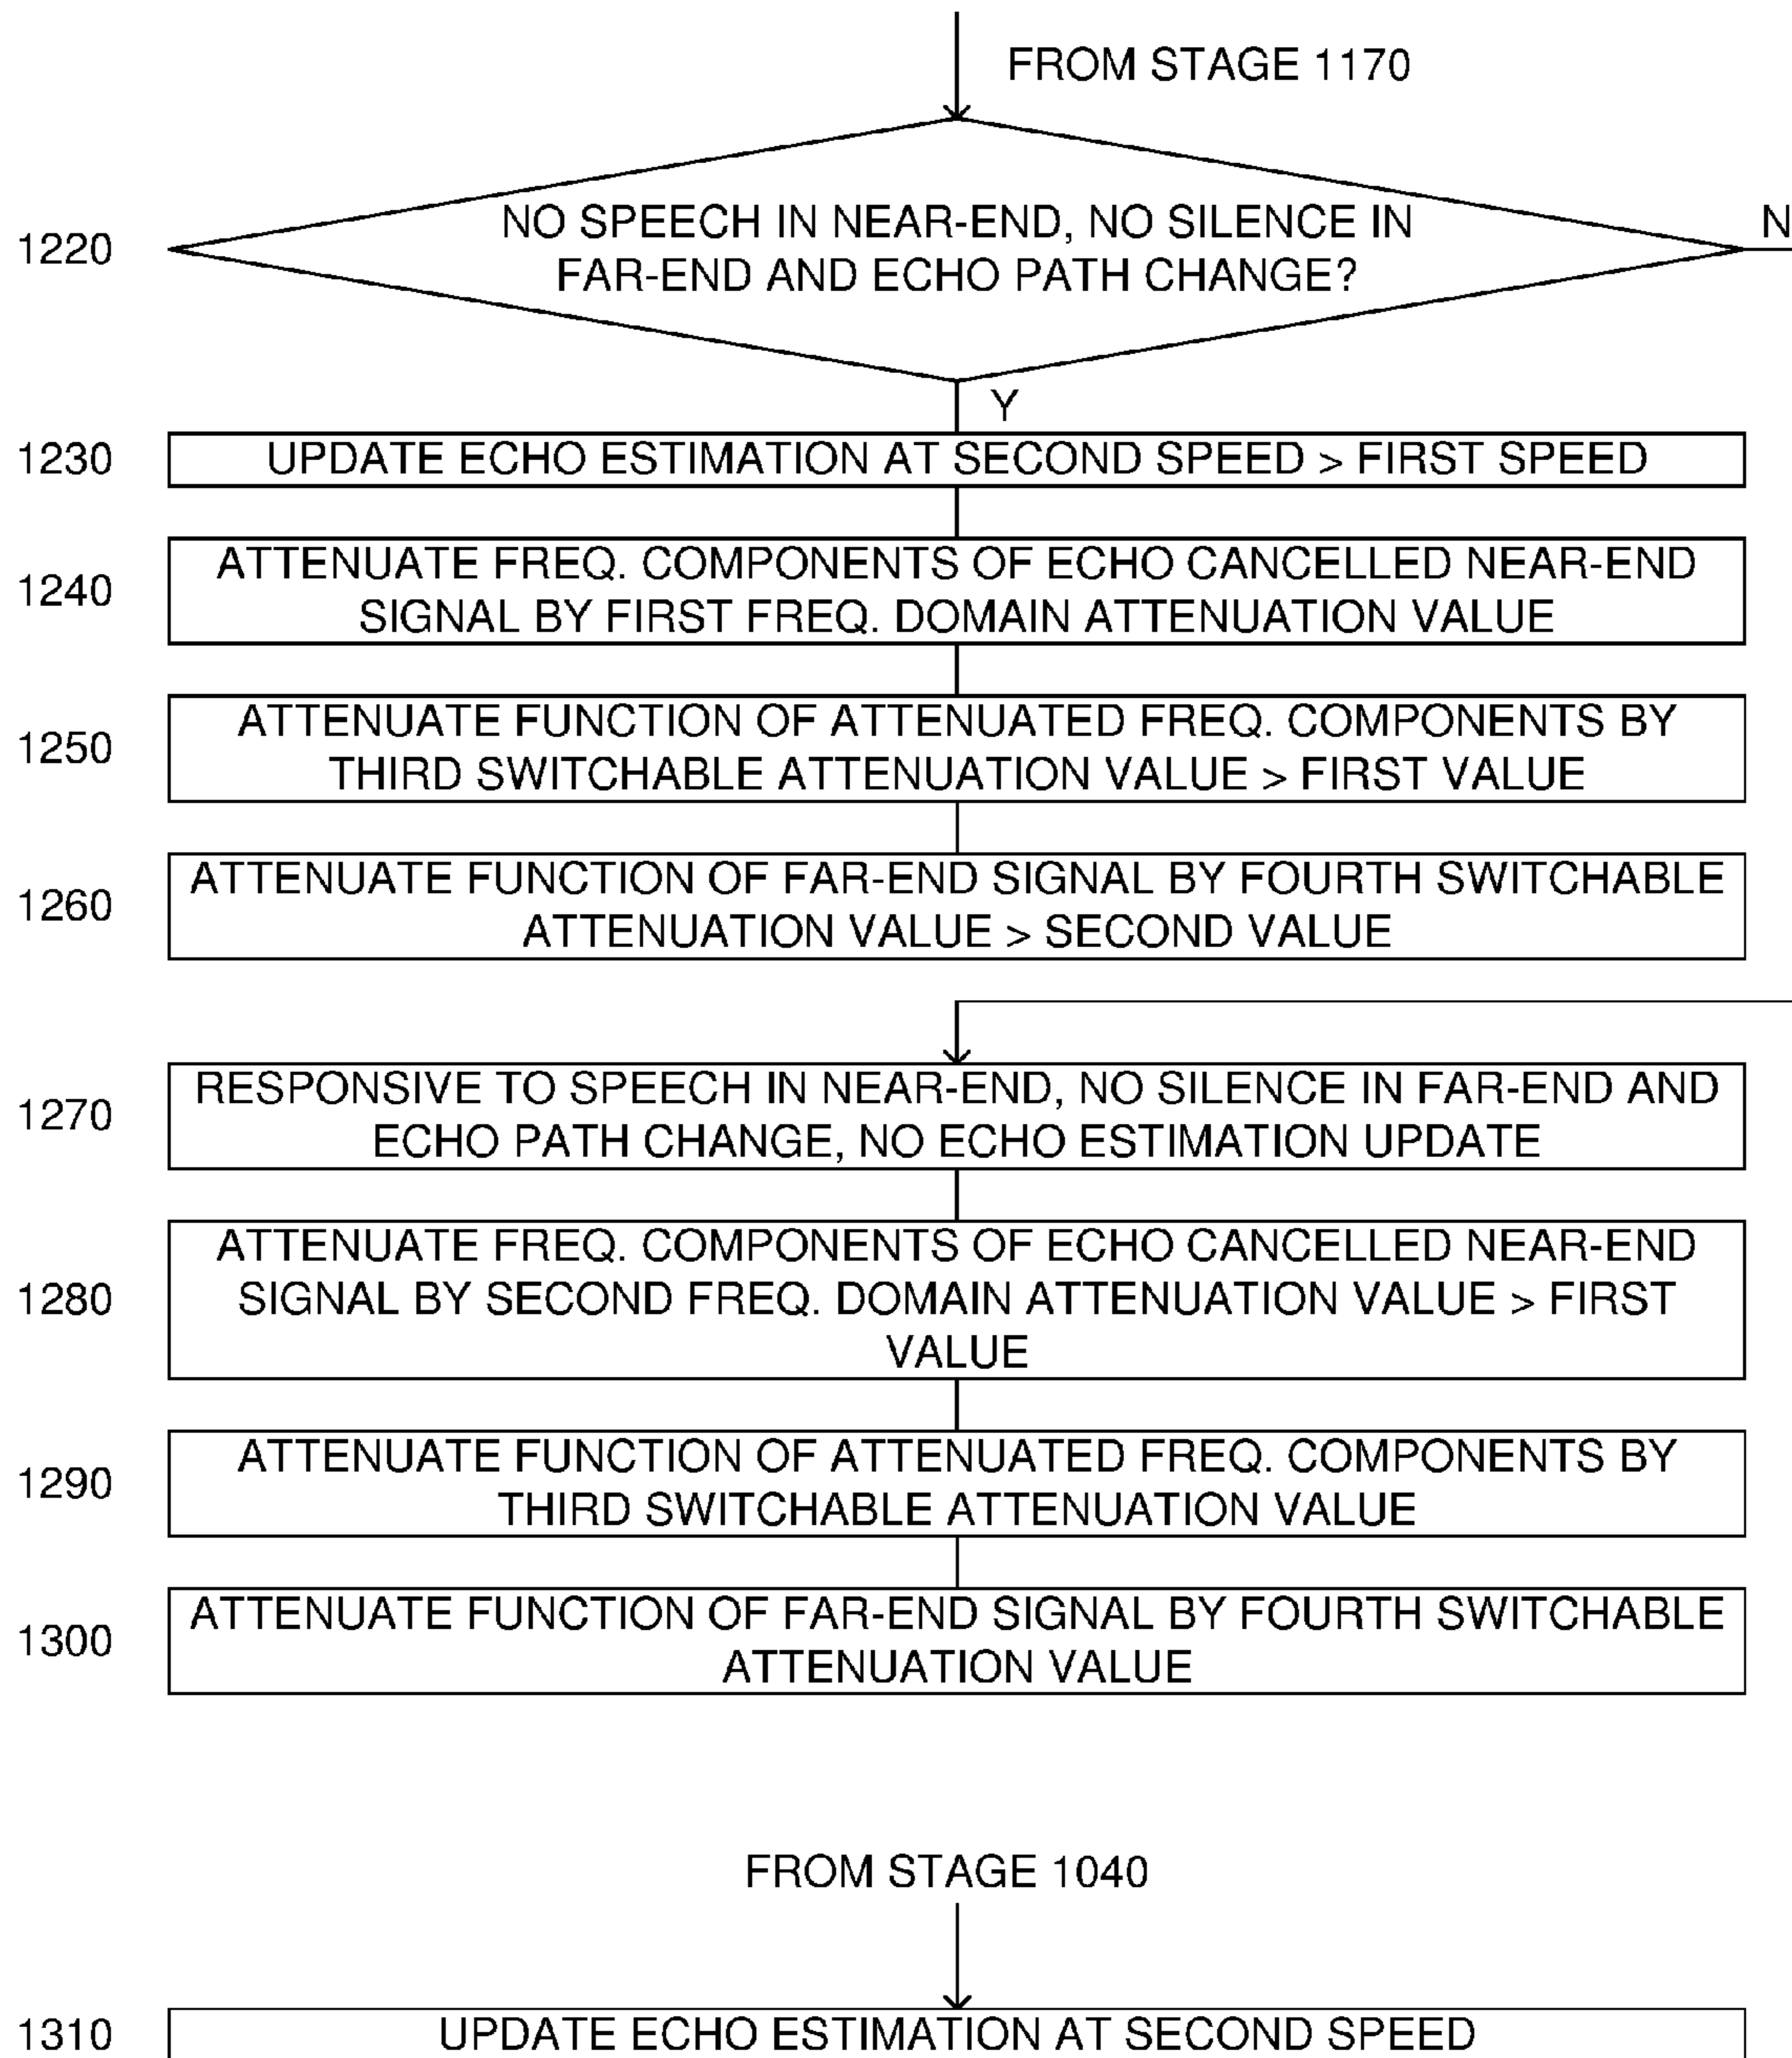 FROM STAGE 1170
1220
NO SPEECH IN NEAR-END, NO SILENCE IN
FAR-END AND ECHO PATH CHANGE?
N
Y
1230
UPDATE ECHO ESTIMATION AT SECOND SPEED > FIRST SPEED
1240
ATTENUATE FREQ. COMPONENTS OF ECHO CANCELLED NEAR-END
SIGNAL BY FIRST FREQ. DOMAIN ATTENUATION VALUE
1250
ATTENUATE FUNCTION OF ATTENUATED FREQ. COMPONENTS BY
THIRD SWITCHABLE ATTENUATION VALUE > FIRST VALUE
1260
ATTENUATE FUNCTION OF FAR-END SIGNAL BY FOURTH SWITCHABLE
ATTENUATION VALUE > SECOND VALUE
1270
RESPONSIVE TO SPEECH IN NEAR-END, NO SILENCE IN FAR-END AND
ECHO PATH CHANGE, NO ECHO ESTIMATION UPDATE
1280
ATTENUATE FREQ. COMPONENTS OF ECHO CANCELLED NEAR-END
SIGNAL BY SECOND FREQ. DOMAIN ATTENUATION VALUE > FIRST
VALUE
1290
ATTENUATE FUNCTION OF ATTENUATED FREQ. COMPONENTS BY
THIRD SWITCHABLE ATTENUATION VALUE
1300
ATTENUATE FUNCTION OF FAR-END SIGNAL BY FOURTH SWITCHABLE
ATTENUATION VALUE
FROM STAGE 1040
1310
UPDATE ECHO ESTIMATION AT SECOND SPEED